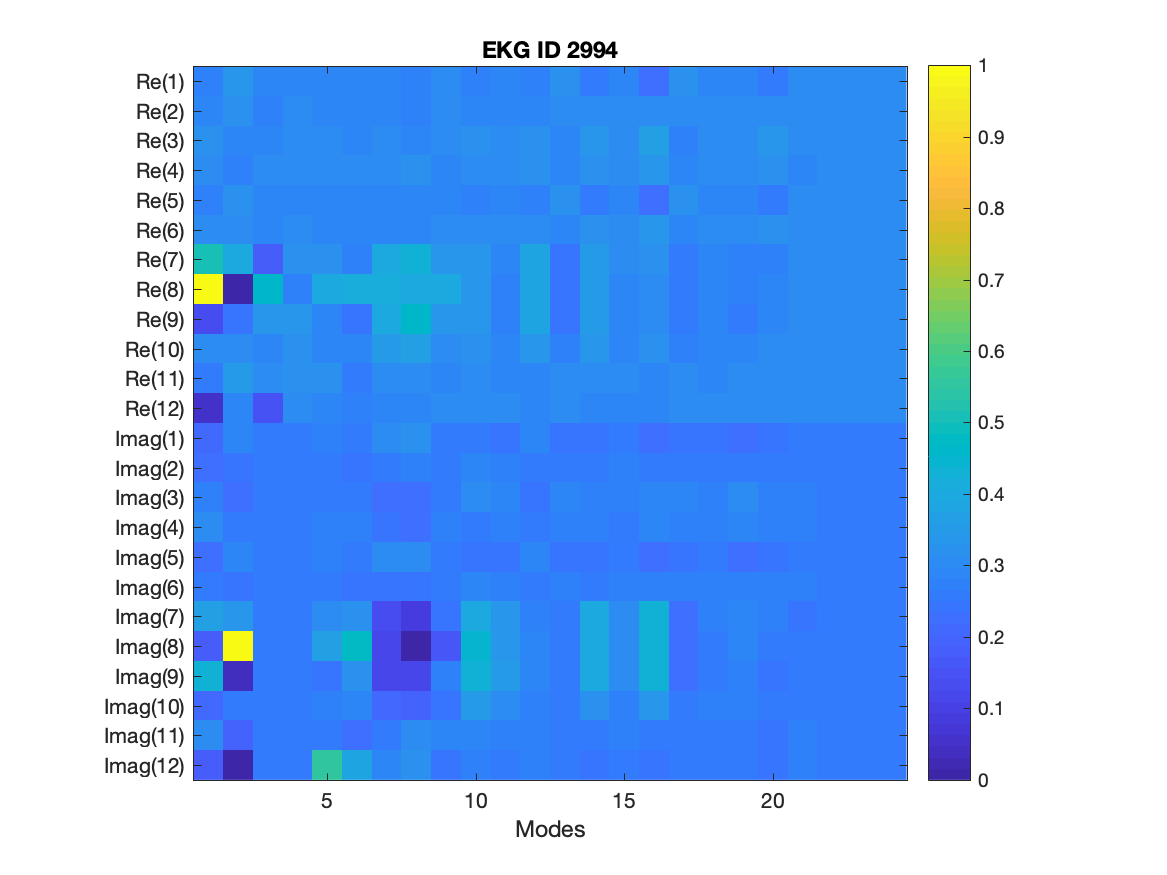 EKG ID 2994
Re(1)
Re(2)
Re(3)
Re(4)
Re(5)
Re(6)
Re(7)
Re(8)
Re(9)
Re(10)
Re(11)
Re(12)
Imag(1)
Imag(2)
Imag(3)
Imag(4)
Imag(5)
Imag(6)
Imag(7)
Imag(8)
Imag(9)
Imag(10)
Imag(11)
Imag(12)
5 10 15 20
Modes
1
0.9
0.8
0.7
0.6
0.5
0.4
0.3
0.2
0.1
0